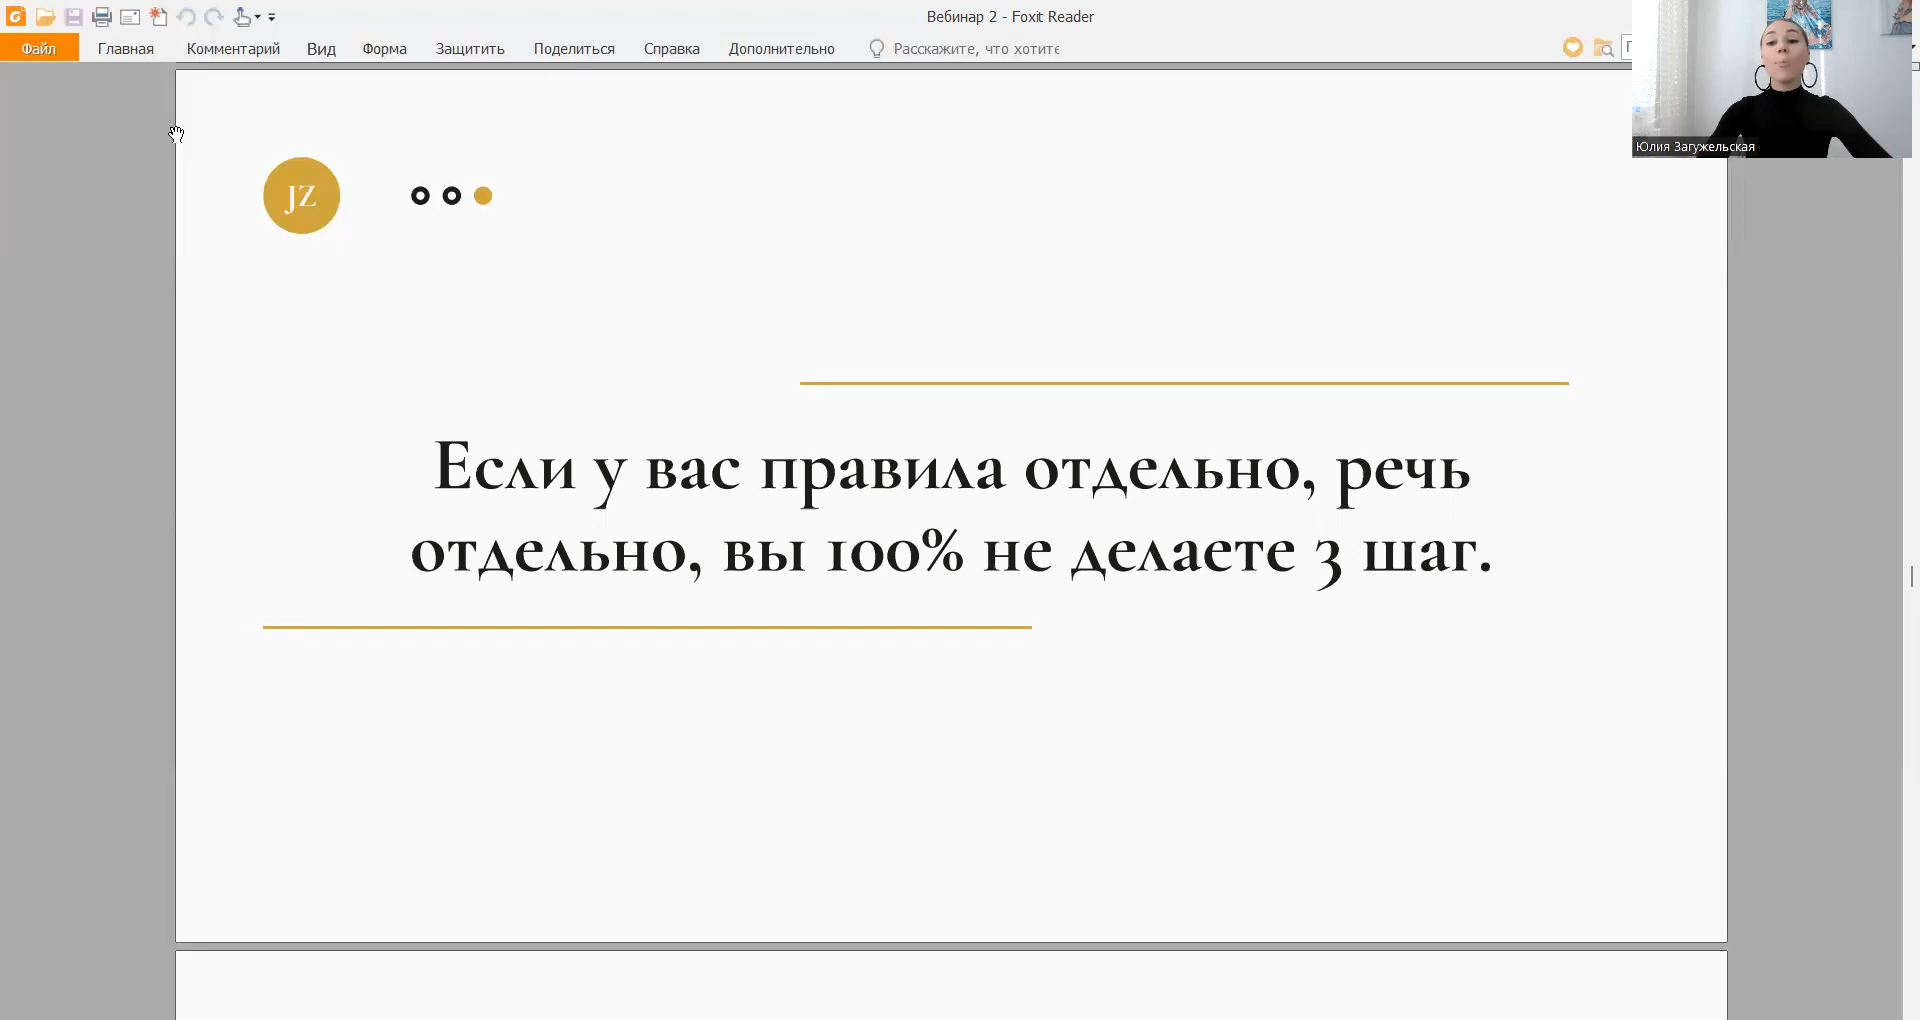 Вебинар 2 - Foxit Reader
Файл Главная Комментарий Вид Форма Защитить Поделиться Справка Дополнительно Расскажите, что хотите
Юлия Загужельская
JZ
Если у вас правила отдельно, речь
отдельно, вы 100% не делаете 3 шаг.